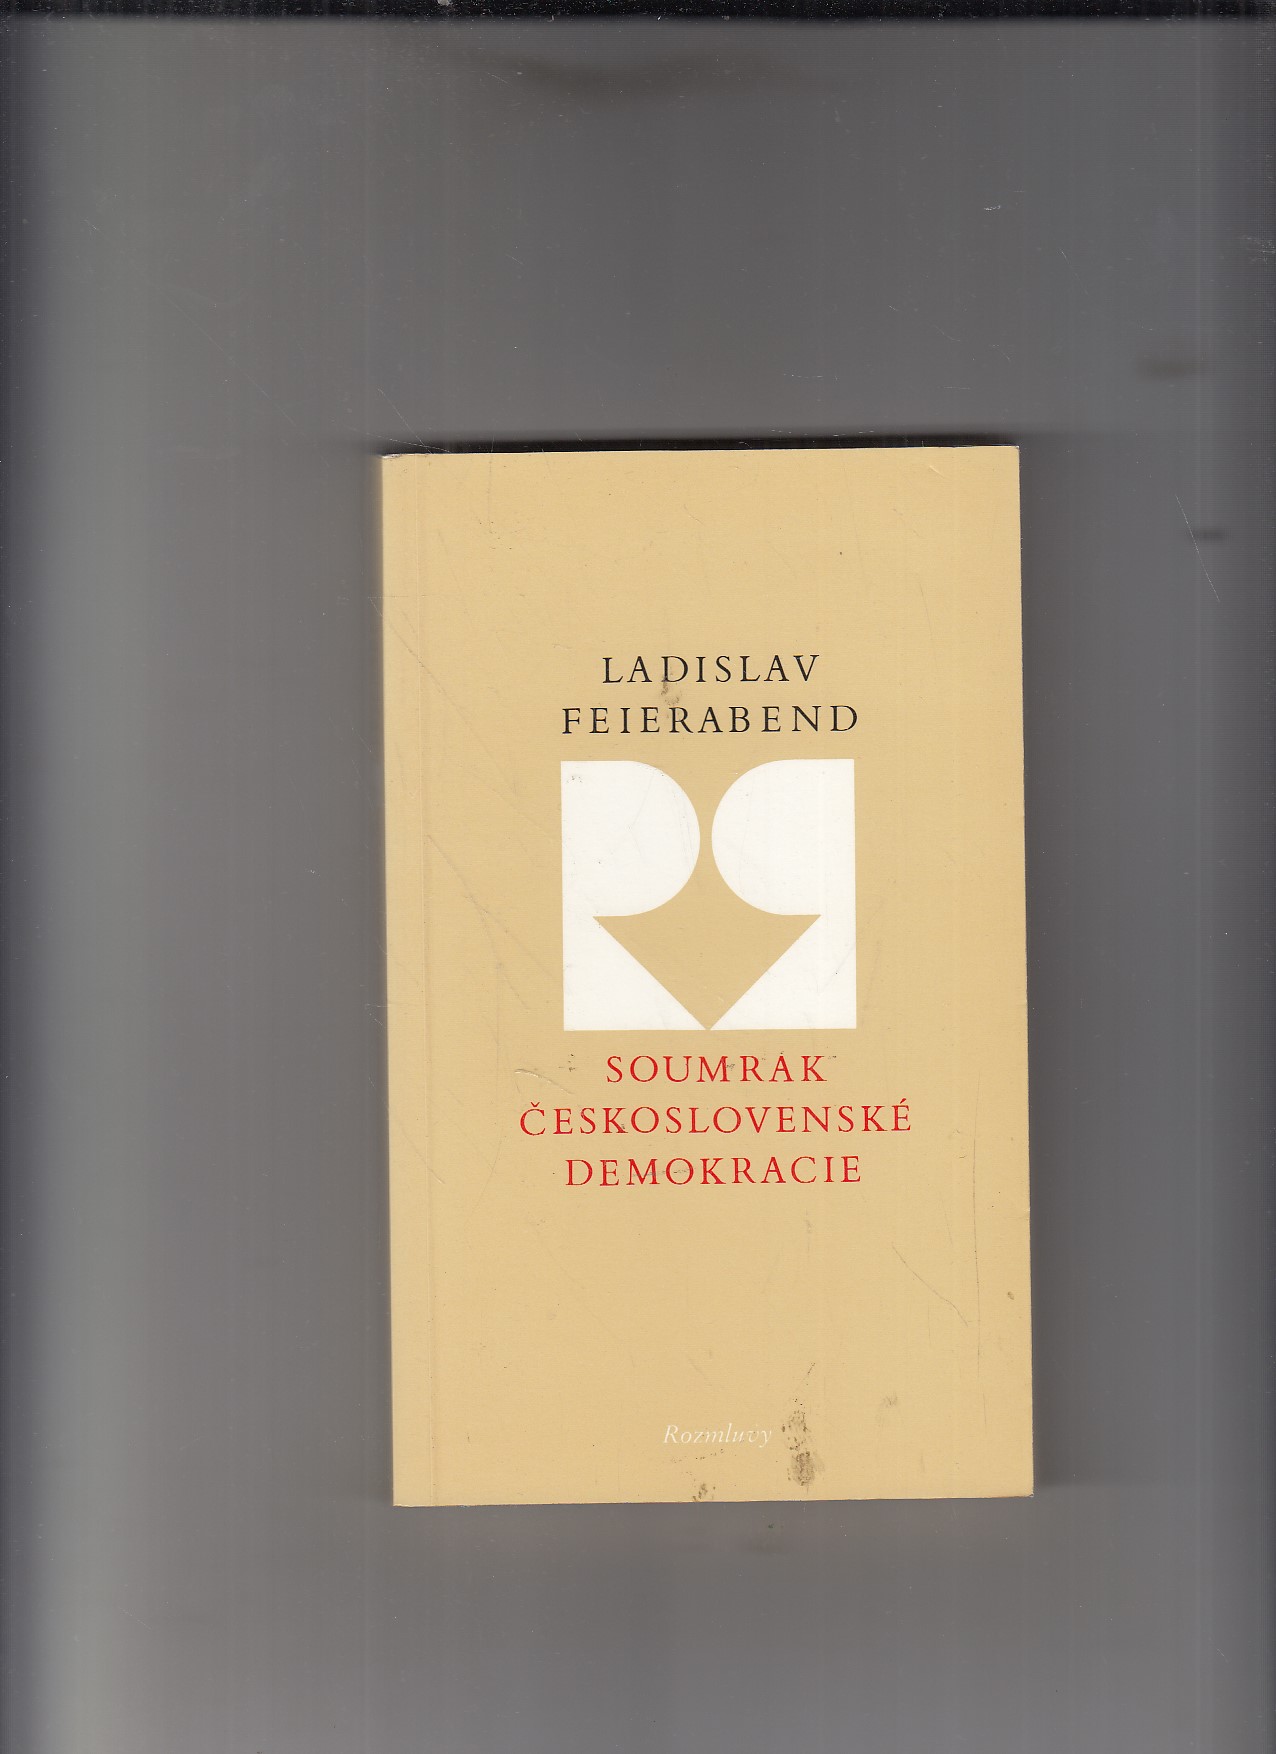 LADISLAV
FEIERABEND
SOUMRAK
ČESKOSLOVENSKÉ
DEMOKRACIE
Rozmluvy